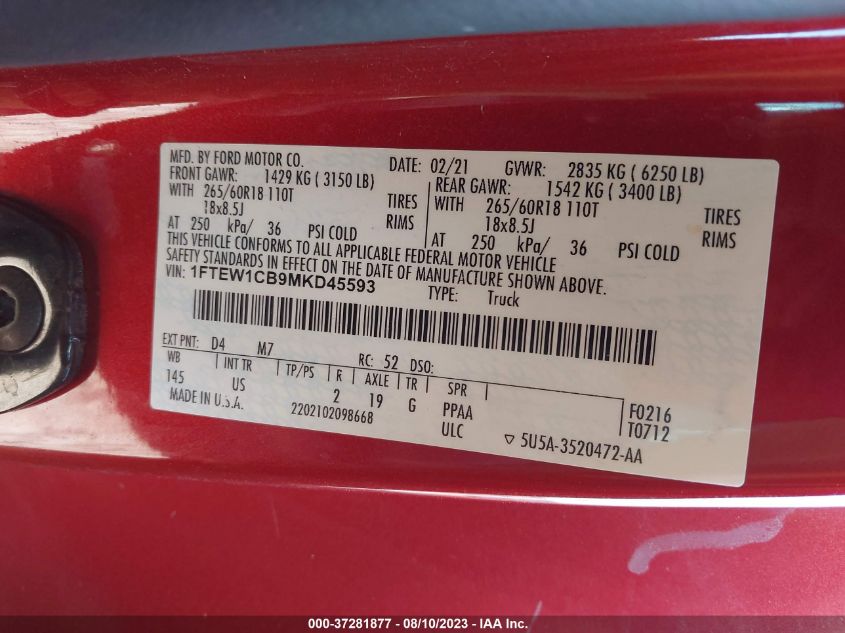 MFD. BY FORD MOTOR CO. DATE: 02/21 GVWR: 2835 KG ( 6250 LB)
FRONT GAWR: 1429 KG ( 3150 LB) REAR GAWR: 1542 KG ( 3400 LB)
WITH 265/60R18 110T TIRES WITH 265/60R18 110T TIRES
18x8.5J RIMS 18x8.5J RIMS
AT 250 kPa/ 36 PSI COLD AT 250 kPa/ 36 PSI COLD
THIS VEHICLE CONFORMS TO ALL APPLICABLE FEDERAL MOTOR VEHICLE
SAFETY STANDARDS IN EFFECT ON THE DATE OF MANUFACTURE SHOWN ABOVE.
VIN: 1FTEW1CB9MKD45593 TYPE: Truck
EXT PNT: D4 M7 RC: 52 DSO:
WB INT TR TP/PS R AXLE TR SPR
145 US 2 19 G PPAA F0216
MADE IN U.S.A. 2202102098668 ULC T0712
▽ 5U5A-3520472-AA
000-37281877 - 08/10/2023 - IAA Inc.